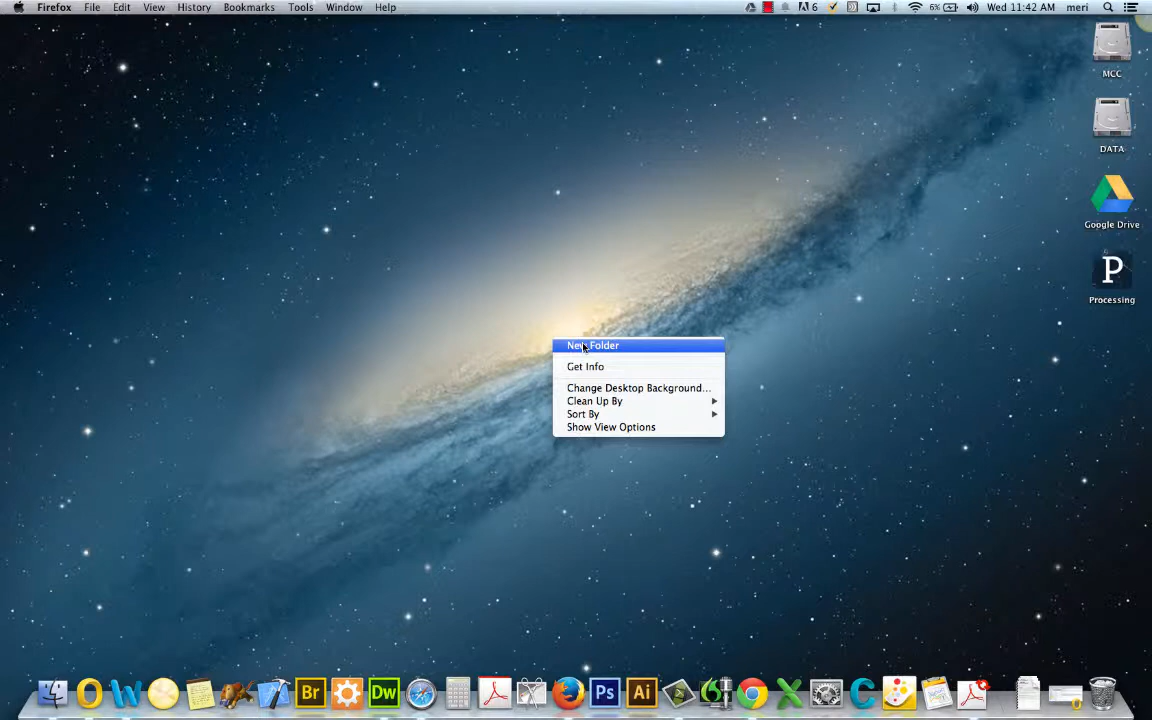 Firefox File Edit View History Bookmarks Tools Window Help 6 6% Wed 11:42 AM meri
MCC
DATA
Google Drive
P
Processing
New Folder
Get Info
Change Desktop Background...
Clean Up By
Sort By
Show View Options
Br Dw Ps Ai